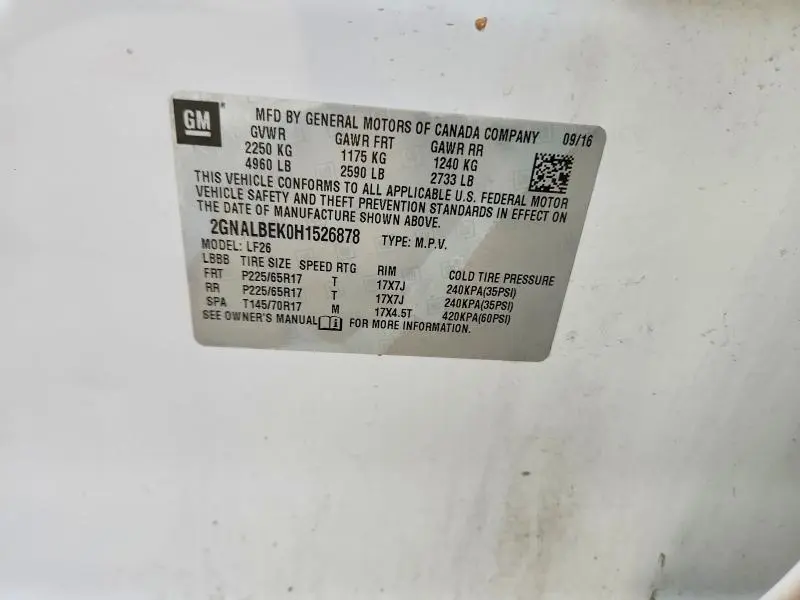 GM
MFD BY GENERAL MOTORS OF CANADA COMPANY 09/16
GVWR GAWR FRT GAWR RR
2250 KG 1175 KG 1240 KG
4960 LB 2590 LB 2733 LB
THIS VEHICLE CONFORMS TO ALL APPLICABLE U.S. FEDERAL MOTOR
VEHICLE SAFETY AND THEFT PREVENTION STANDARDS IN EFFECT ON
THE DATE OF MANUFACTURE SHOWN ABOVE.
2GNALBEK0H1526878 TYPE: M.P.V.
MODEL: LF26
LBBB TIRE SIZE SPEED RTG RIM COLD TIRE PRESSURE
FRT P225/65R17 T 17X7J 240KPA(35PSI)
RR P225/65R17 T 17X7J 240KPA(35PSI)
SPA T145/70R17 M 17X4.5T 420KPA(60PSI)
SEE OWNER'S MANUAL FOR MORE INFORMATION.